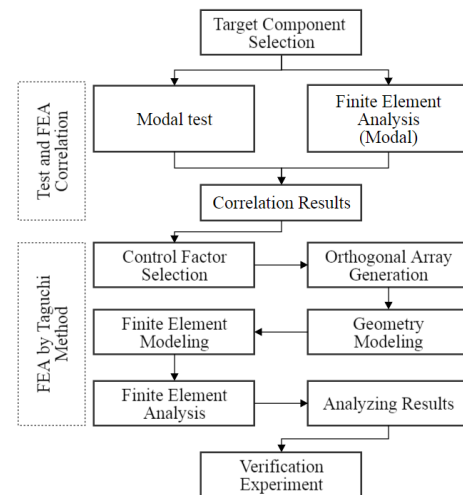 Target Component
Selection
Test and FEA
Correlation
Modal test
Finite Element
Analysis
(Modal)
Correlation Results
FEA by Taguchi
Method
Control Factor
Selection
Orthogonal Array
Generation
Finite Element
Modeling
Geometry
Modeling
Finite Element
Analysis
Analyzing Results
Verification
Experiment